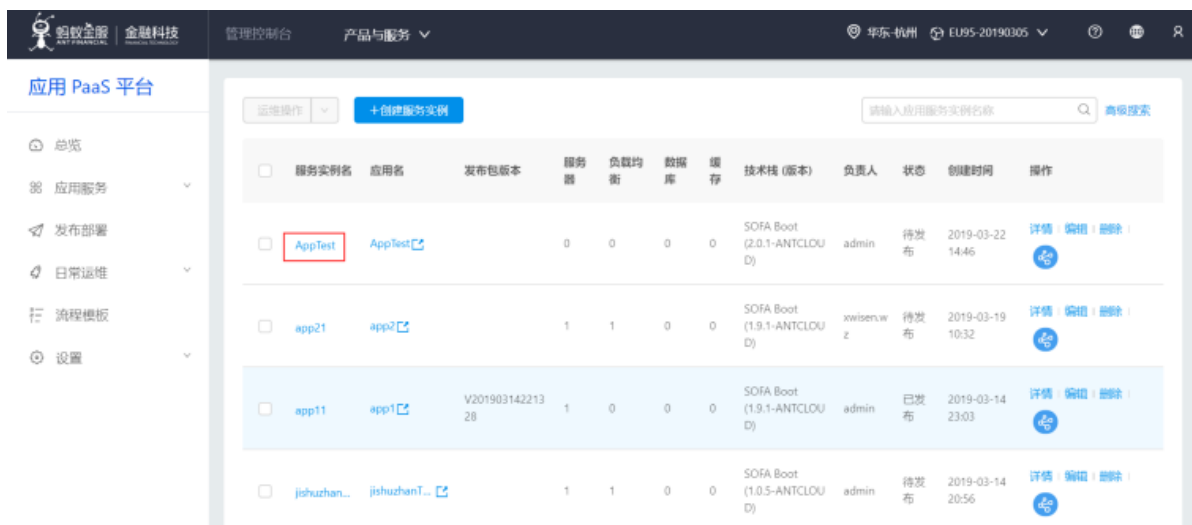 蚂蚁金服 金融科技 管理控制台 产品与服务 华东-杭州 EU95-20190305
ANT FINANCIAL
应用 PaaS 平台
运维操作 +创建服务实例 请输入应用服务实例名称 高级搜索
总览
应用服务
发布部署
日常运维
流程模板
设置
服务实例名 应用名 发布包版本 服务器 负载均衡 数据库 缓存 技术栈 (版本) 负责人 状态 创建时间 操作
AppTest AppTest 0 0 0 0 SOFA Boot (2.0.1-ANTCLOUD) admin 待发布 2019-03-22 14:46 详情 编辑 删除
app21 app2 1 1 0 0 SOFA Boot (1.9.1-ANTCLOUD) xwisen.wz 待发布 2019-03-19 10:32 详情 编辑 删除
app11 app1 V20190314221328 1 0 0 0 SOFA Boot (1.9.1-ANTCLOUD) admin 已发布 2019-03-14 23:03 详情 编辑 删除
jishuzhan... jishuzhanT... 1 1 0 0 SOFA Boot (1.0.5-ANTCLOUD) admin 待发布 2019-03-14 20:56 详情 编辑 删除